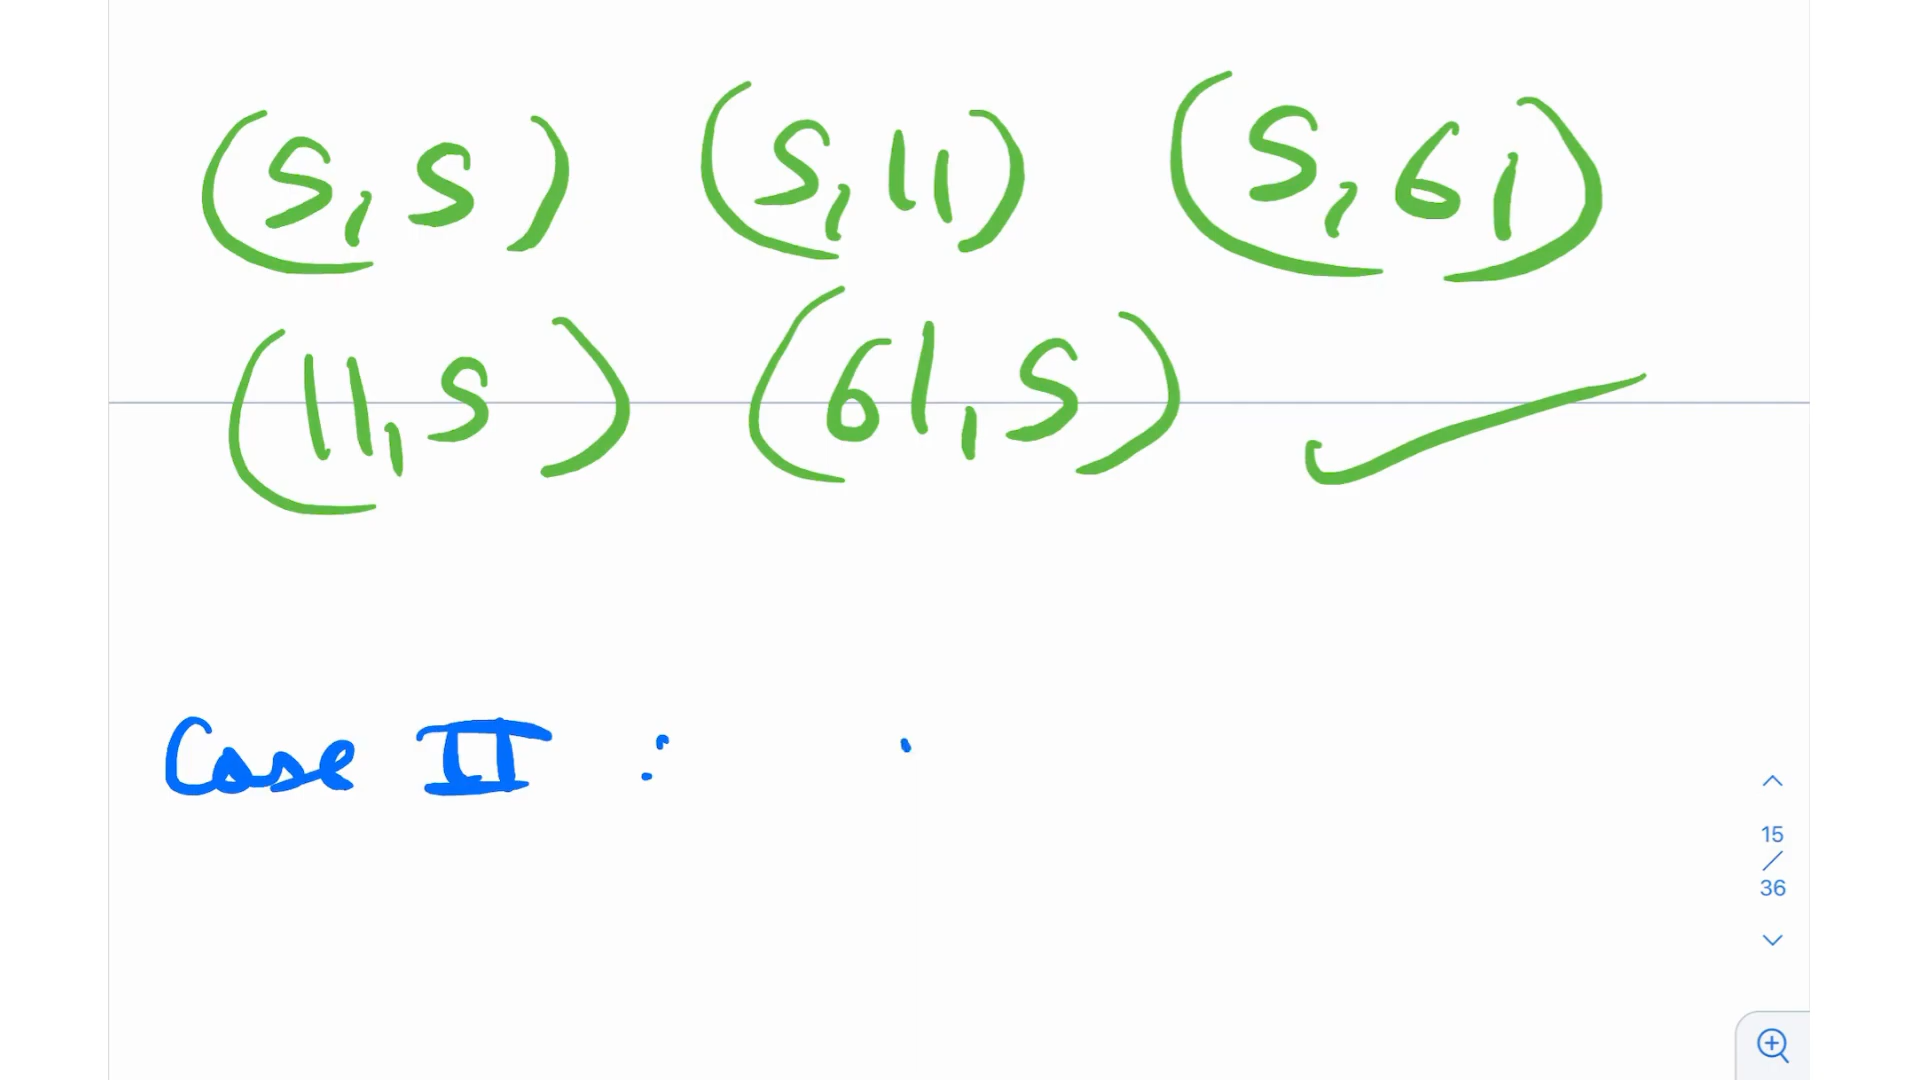 (5,5) (5,11) (5,61)
(11,5) (61,5)
Case II :
15
/
36